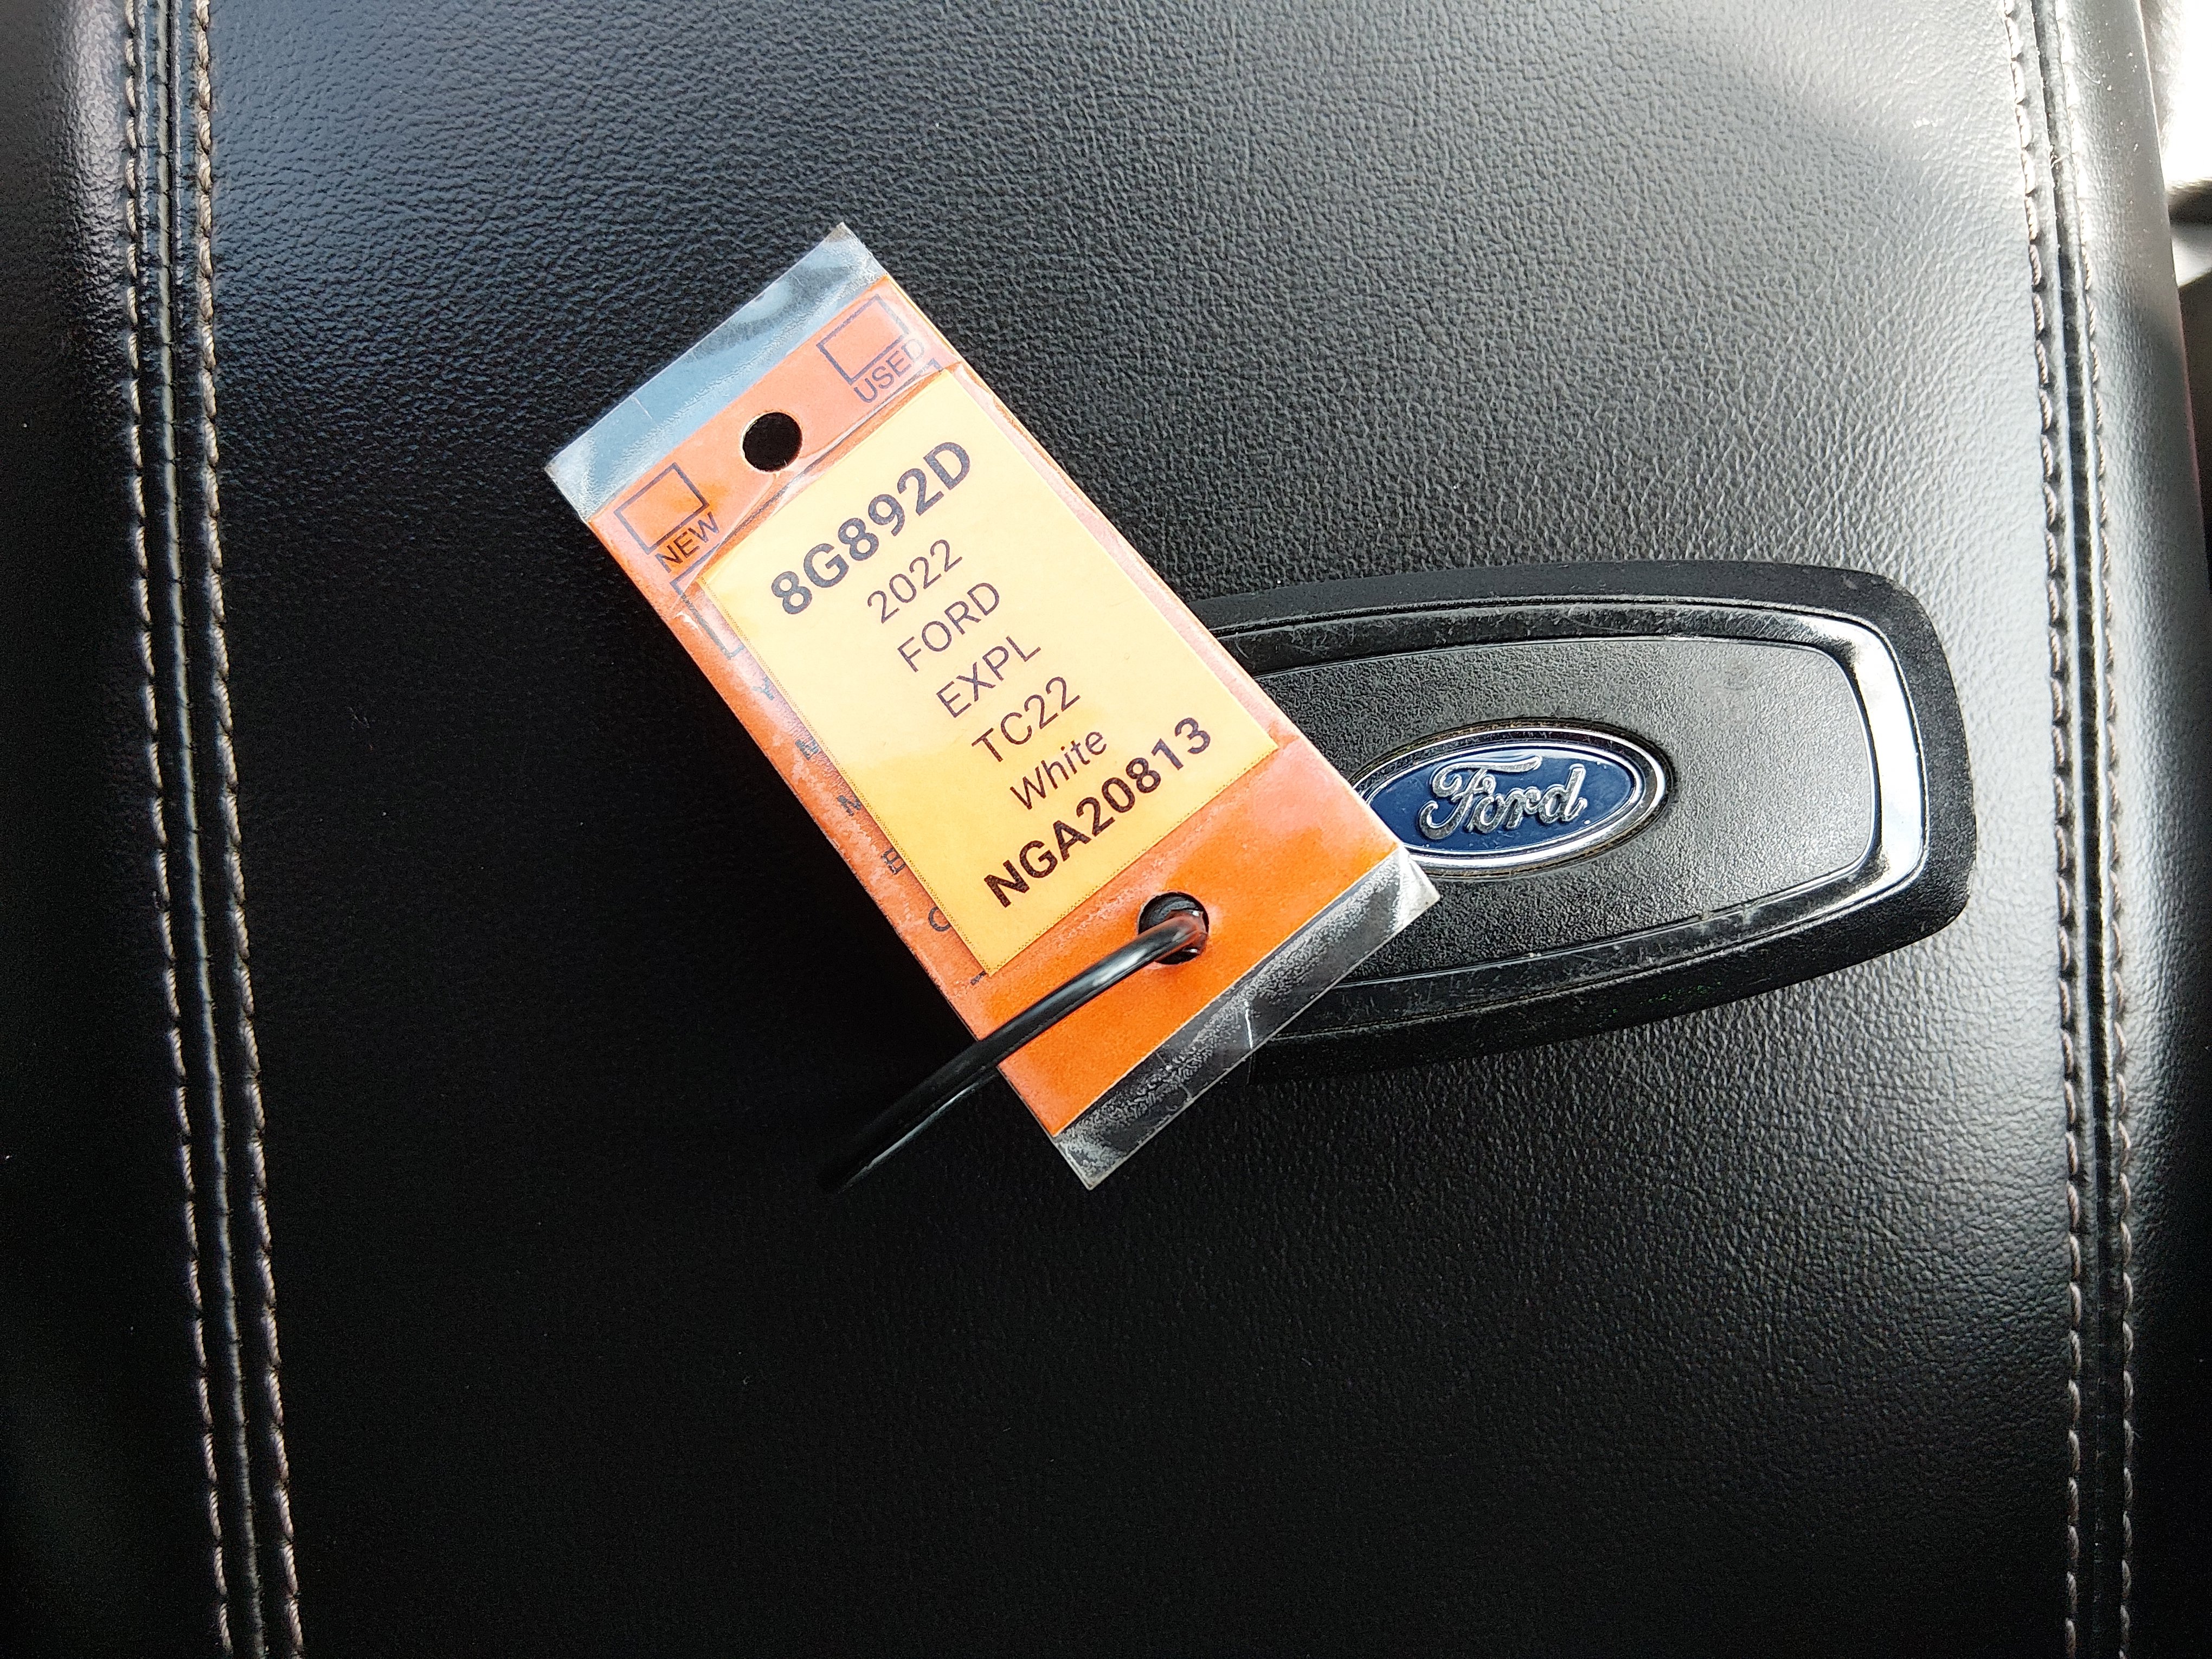 USED
NEW
8G892D
2022
FORD
EXPL
TC22
White
NGA20813
Ford